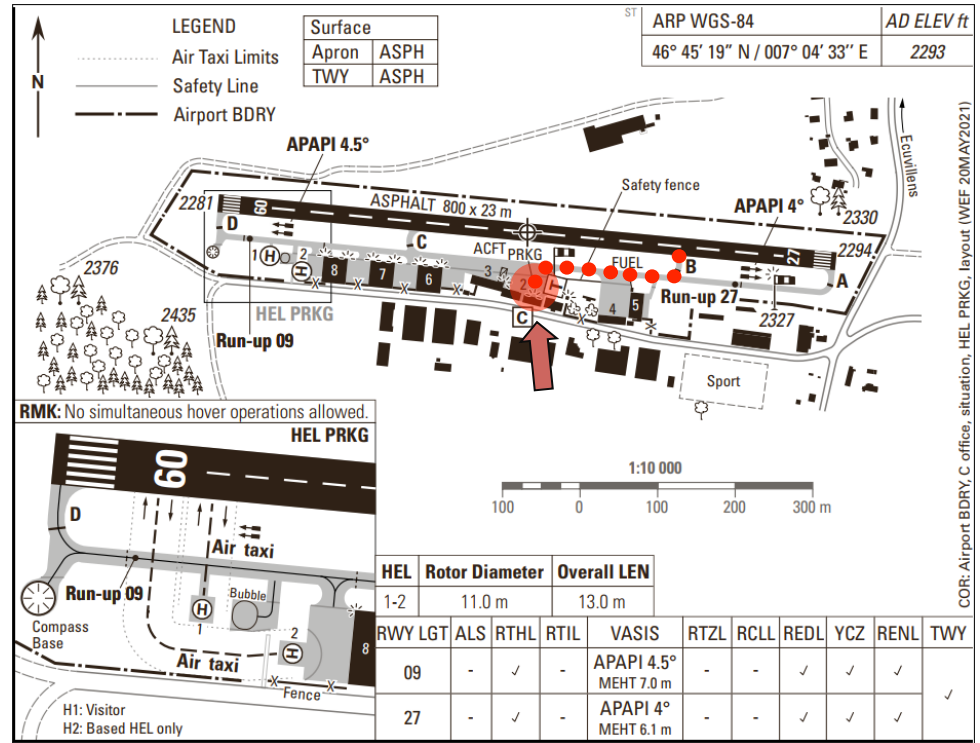 LEGEND
Air Taxi Limits
Safety Line
Airport BDRY
N
Surface
Apron ASPH
TWY ASPH
ST
ARP WGS-84 AD ELEV ft
46° 45' 19" N / 007° 04' 33'' E 2293
APAPI 4.5°
Ecuvillens
Safety fence
APAPI 4°
2281
09
ASPHALT 800 x 23 m
2330
D
C
ACFT
PRKG
FUEL
B
27
2294
A
1 H
2
H
8
7
6
3
2
1
4
5
2376
2435
HEL PRKG
Run-up 09
C
Run-up 27
2327
Sport
RMK: No simultaneous hover operations allowed.
HEL PRKG
09
D
Air taxi
Run-up 09
H
1
Bubble
2
H
8
Compass
Base
Air taxi
X Fence X
H1: Visitor
H2: Based HEL only
1:10 000
100 0 100 200 300 m
HEL Rotor Diameter Overall LEN
1-2 11.0 m 13.0 m
RWY LGT ALS RTHL RTIL VASIS RTZL RCLL REDL YCZ RENL TWY
09 - ✓ - APAPI 4.5° MEHT 7.0 m - - ✓ ✓ ✓ ✓
27 - ✓ - APAPI 4° MEHT 6.1 m - - ✓ ✓ ✓
COR: Airport BDRY, C office, situation, HEL PRKG, layout (WEF 20MAY2021)